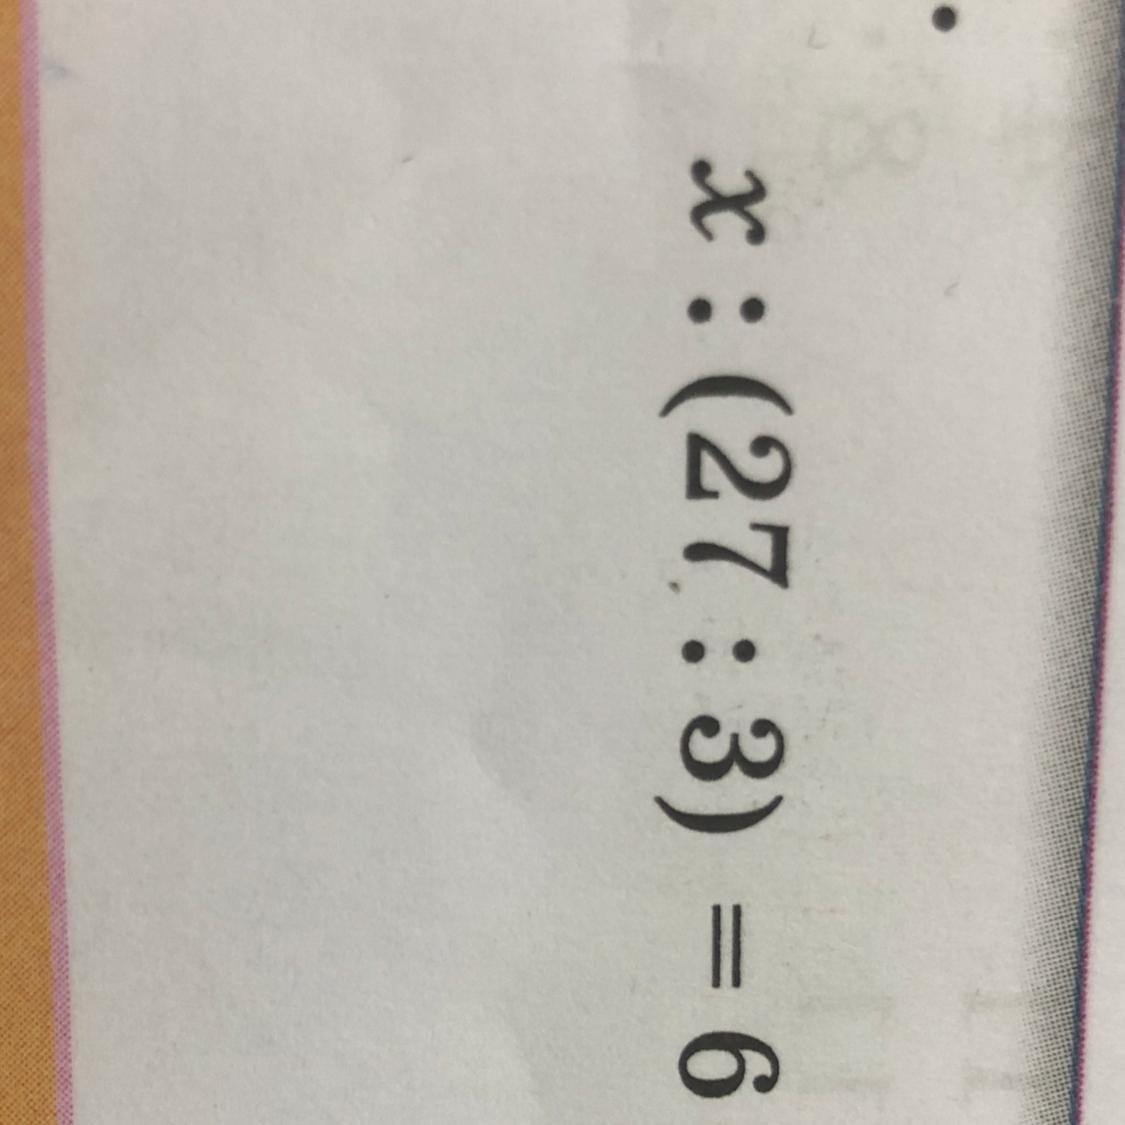 x : (27 : 3) = 6